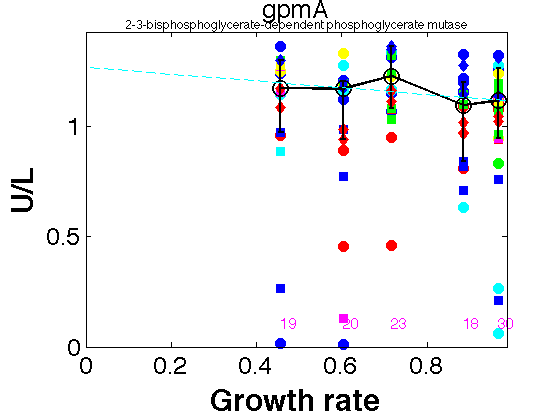 gpmA
2-3-bisphosphoglycerate-dependent phosphoglycerate mutase
1
U/L
0.5
19 20 23 18 30
0
0 0.2 0.4 0.6 0.8
Growth rate